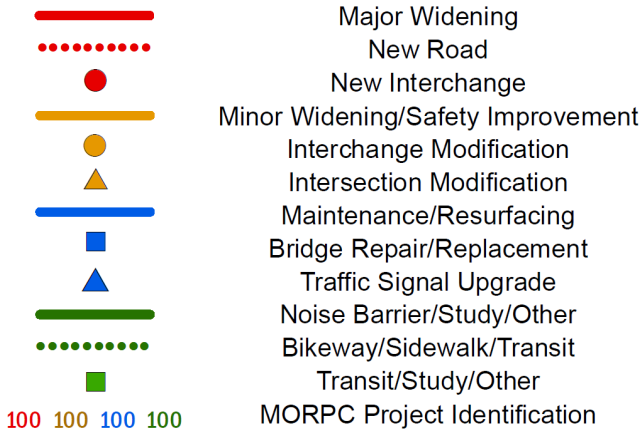 Major Widening
New Road
New Interchange
Minor Widening/Safety Improvement
Interchange Modification
Intersection Modification
Maintenance/Resurfacing
Bridge Repair/Replacement
Traffic Signal Upgrade
Noise Barrier/Study/Other
Bikeway/Sidewalk/Transit
Transit/Study/Other
100 100 100 100 MORPC Project Identification